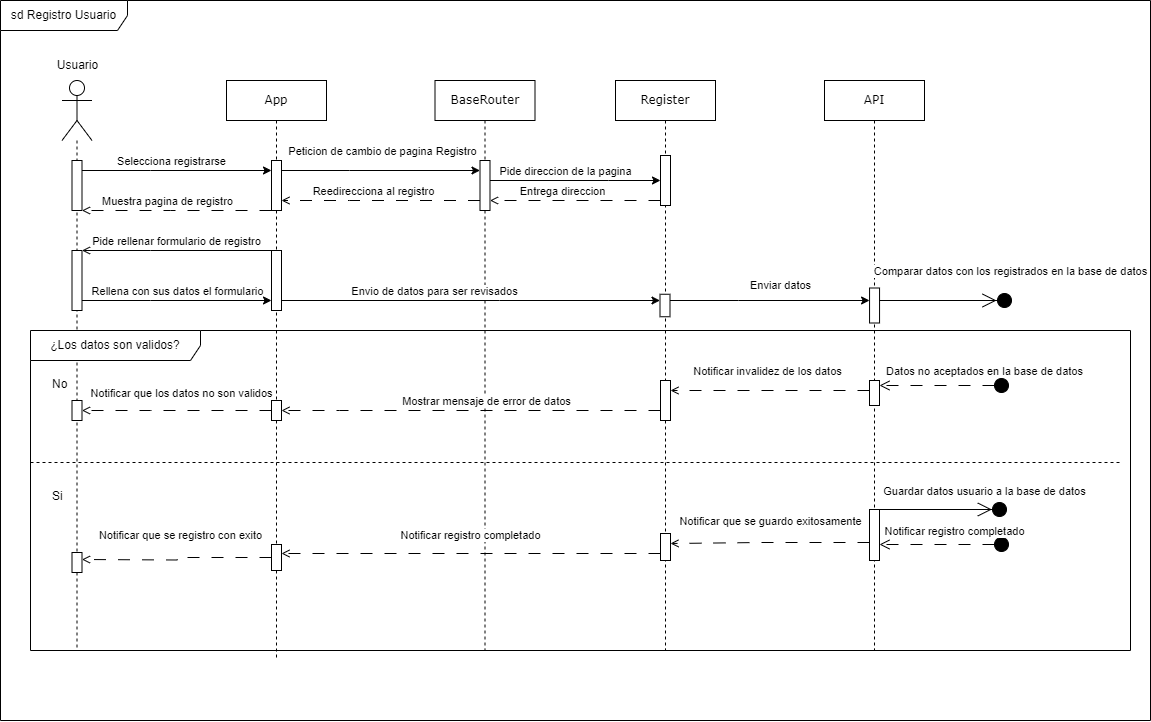 sd Registro Usuario
Usuario
App
BaseRouter
Register
API
Selecciona registrarse
Peticion de cambio de pagina Registro
Pide direccion de la pagina
Entrega direccion
Reedirecciona al registro
Muestra pagina de registro
Pide rellenar formulario de registro
Rellena con sus datos el formulario
Envio de datos para ser revisados
Enviar datos
Comparar datos con los registrados en la base de datos
¿Los datos son validos?
No
Datos no aceptados en la base de datos
Notificar invalidez de los datos
Mostrar mensaje de error de datos
Notificar que los datos no son validos
Si
Guardar datos usuario a la base de datos
Notificar registro completado
Notificar que se guardo exitosamente
Notificar registro completado
Notificar que se registro con exito